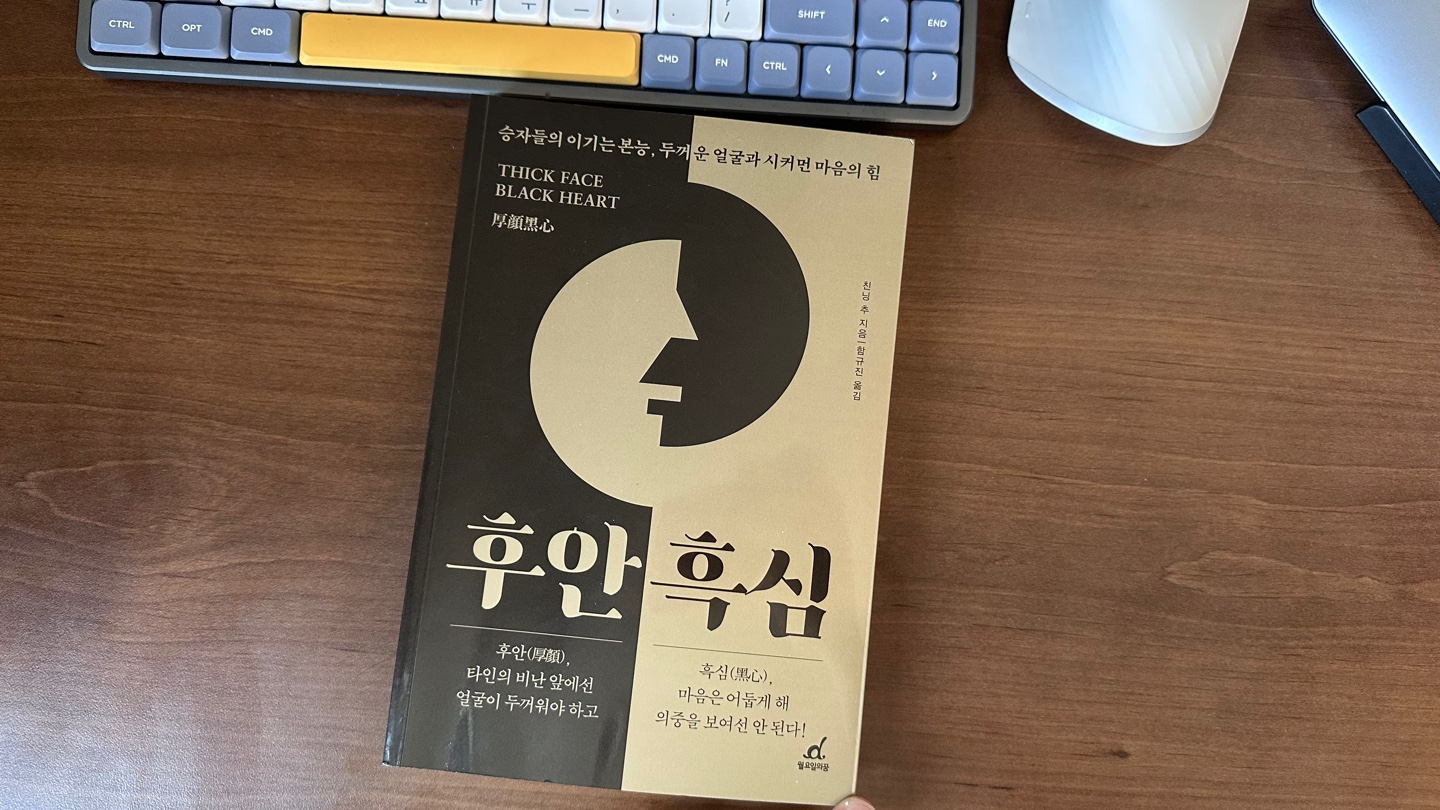 CTRL OPT CMD CMD FN CTRL SHIFT END
? /
승자들의 이기는 본능, 두꺼운 얼굴과 시커먼 마음의 힘
THICK FACE
BLACK HEART
厚顔黑心
친닝 추 지음 | 함규진 옮김
후안흑심
후안(厚顔),
타인의 비난 앞에선
얼굴이 두꺼워야 하고
흑심(黑心),
마음은 어둡게 해
의중을 보여선 안 된다!
월요일의꿈